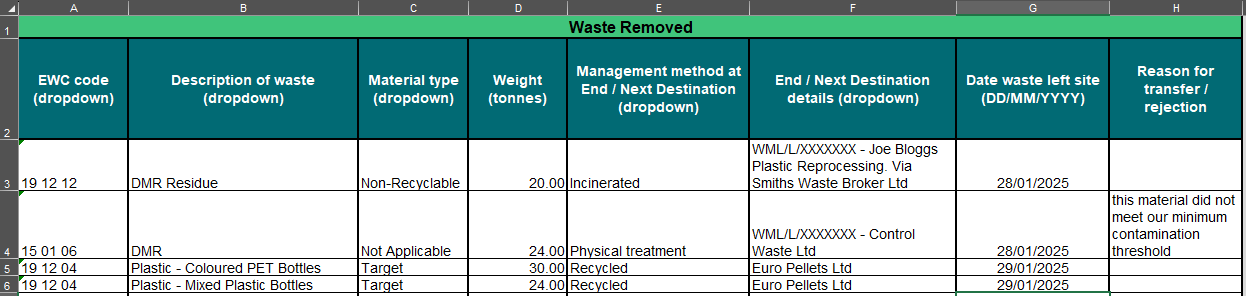 A B C D E F G H
1 Waste Removed
2 EWC code (dropdown) Description of waste (dropdown) Material type (dropdown) Weight (tonnes) Management method at End / Next Destination (dropdown) End / Next Destination details (dropdown) Date waste left site (DD/MM/YYYY) Reason for transfer / rejection
3 19 12 12 DMR Residue Non-Recyclable 20.00 Incinerated WML/L/XXXXXXX - Joe Bloggs Plastic Reprocessing. Via Smiths Waste Broker Ltd 28/01/2025
4 15 01 06 DMR Not Applicable 24.00 Physical treatment WML/L/XXXXXXX - Control Waste Ltd 28/01/2025 this material did not meet our minimum contamination threshold
5 19 12 04 Plastic - Coloured PET Bottles Target 30.00 Recycled Euro Pellets Ltd 29/01/2025
6 19 12 04 Plastic - Mixed Plastic Bottles Target 24.00 Recycled Euro Pellets Ltd 29/01/2025